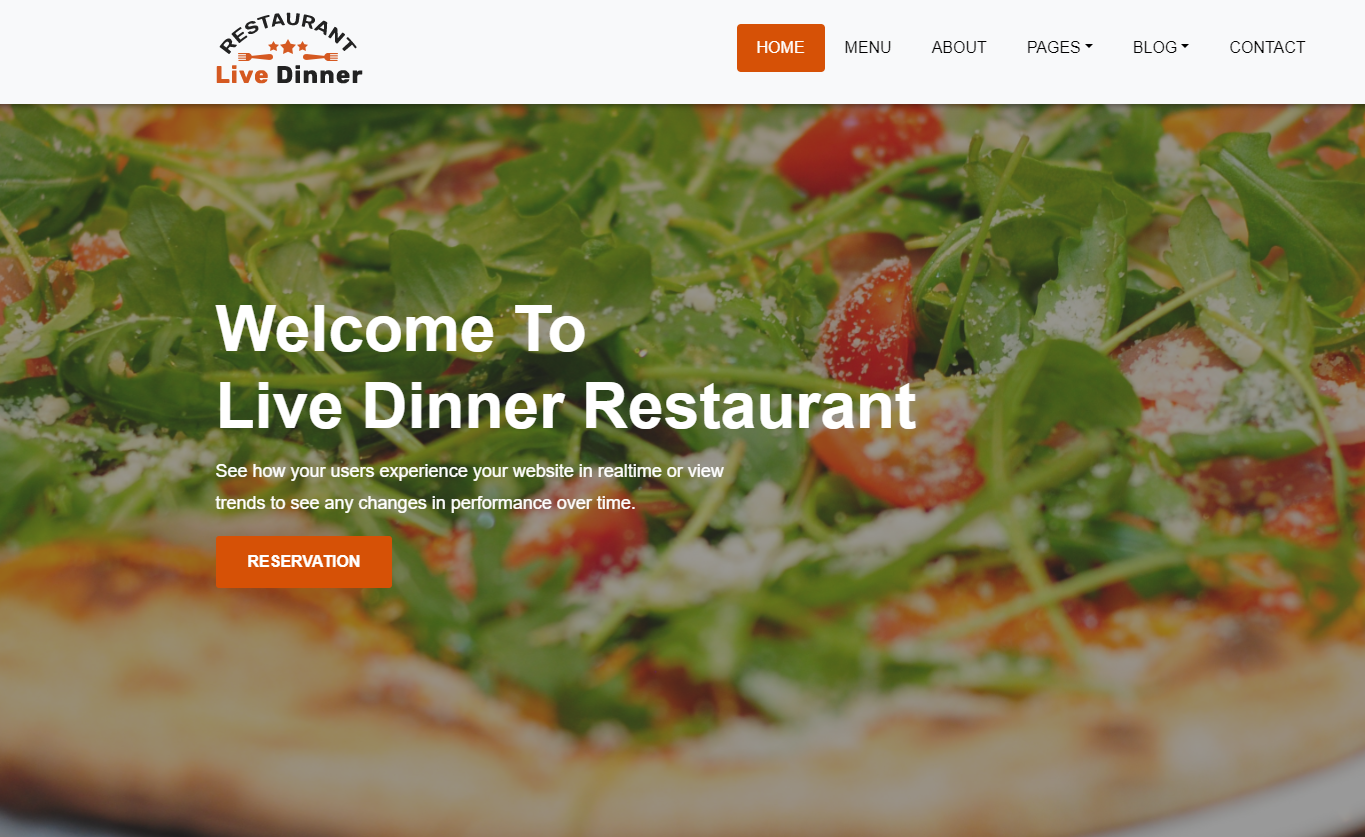 RESTAURANT
Live Dinner
HOME MENU ABOUT PAGES BLOG CONTACT
Welcome To
Live Dinner Restaurant
See how your users experience your website in realtime or view
trends to see any changes in performance over time.
RESERVATION